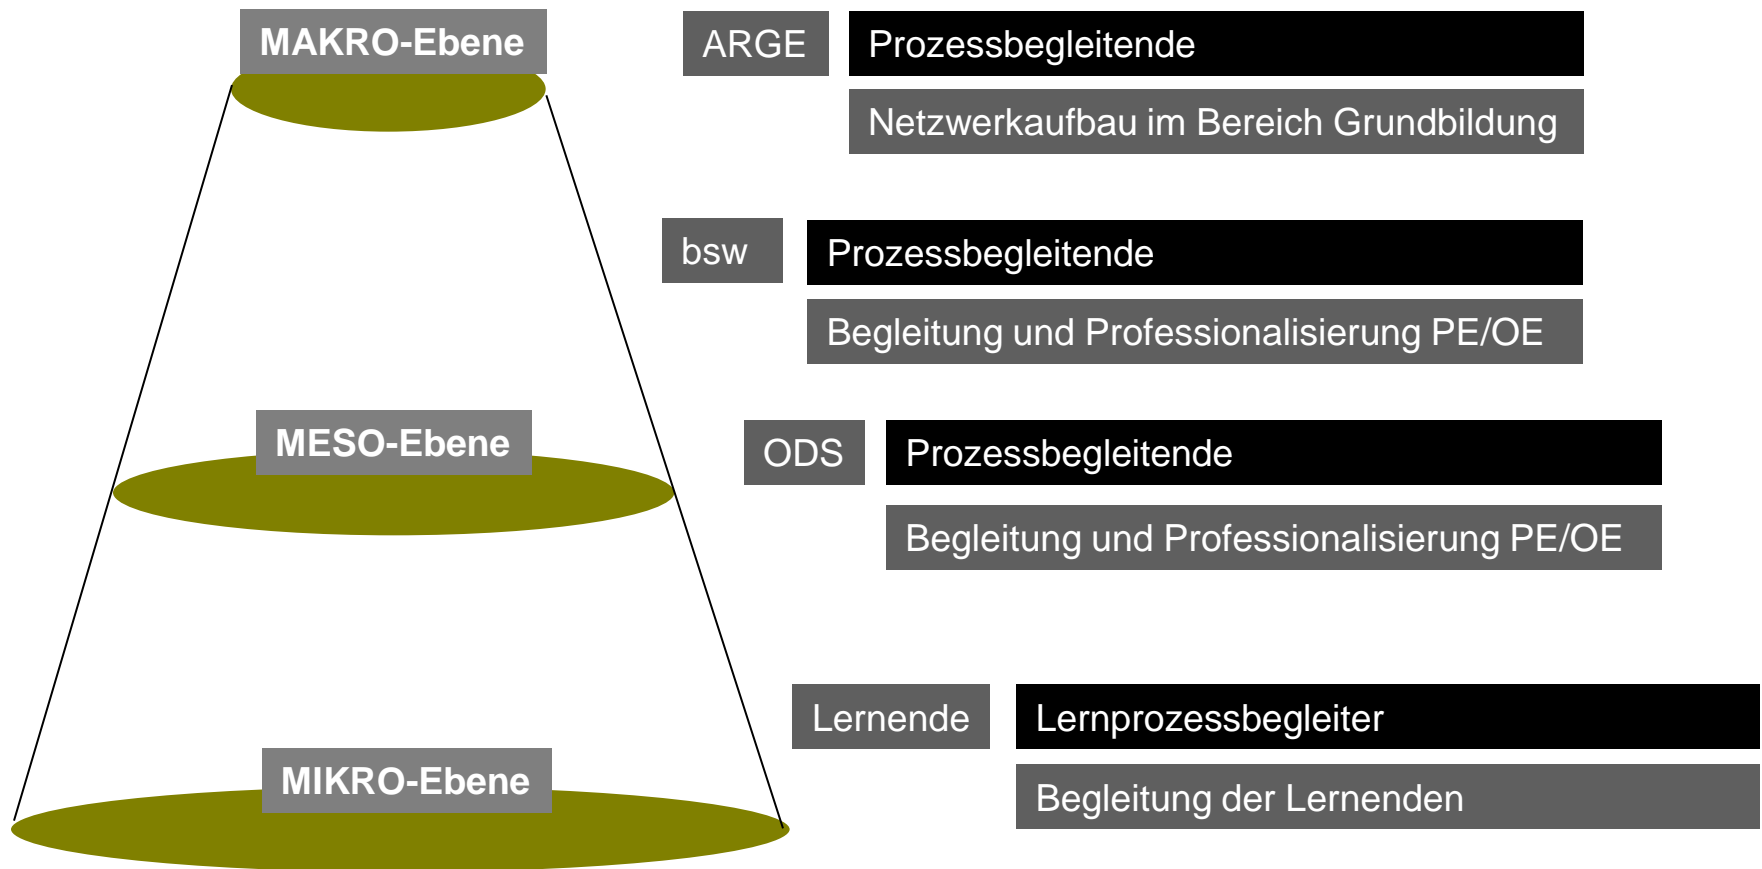 MAKRO-Ebene
ARGE
Prozessbegleitende
Netzwerkaufbau im Bereich Grundbildung
bsw
Prozessbegleitende
Begleitung und Professionalisierung PE/OE
MESO-Ebene
ODS
Prozessbegleitende
Begleitung und Professionalisierung PE/OE
Lernende
Lernprozessbegleiter
MIKRO-Ebene
Begleitung der Lernenden